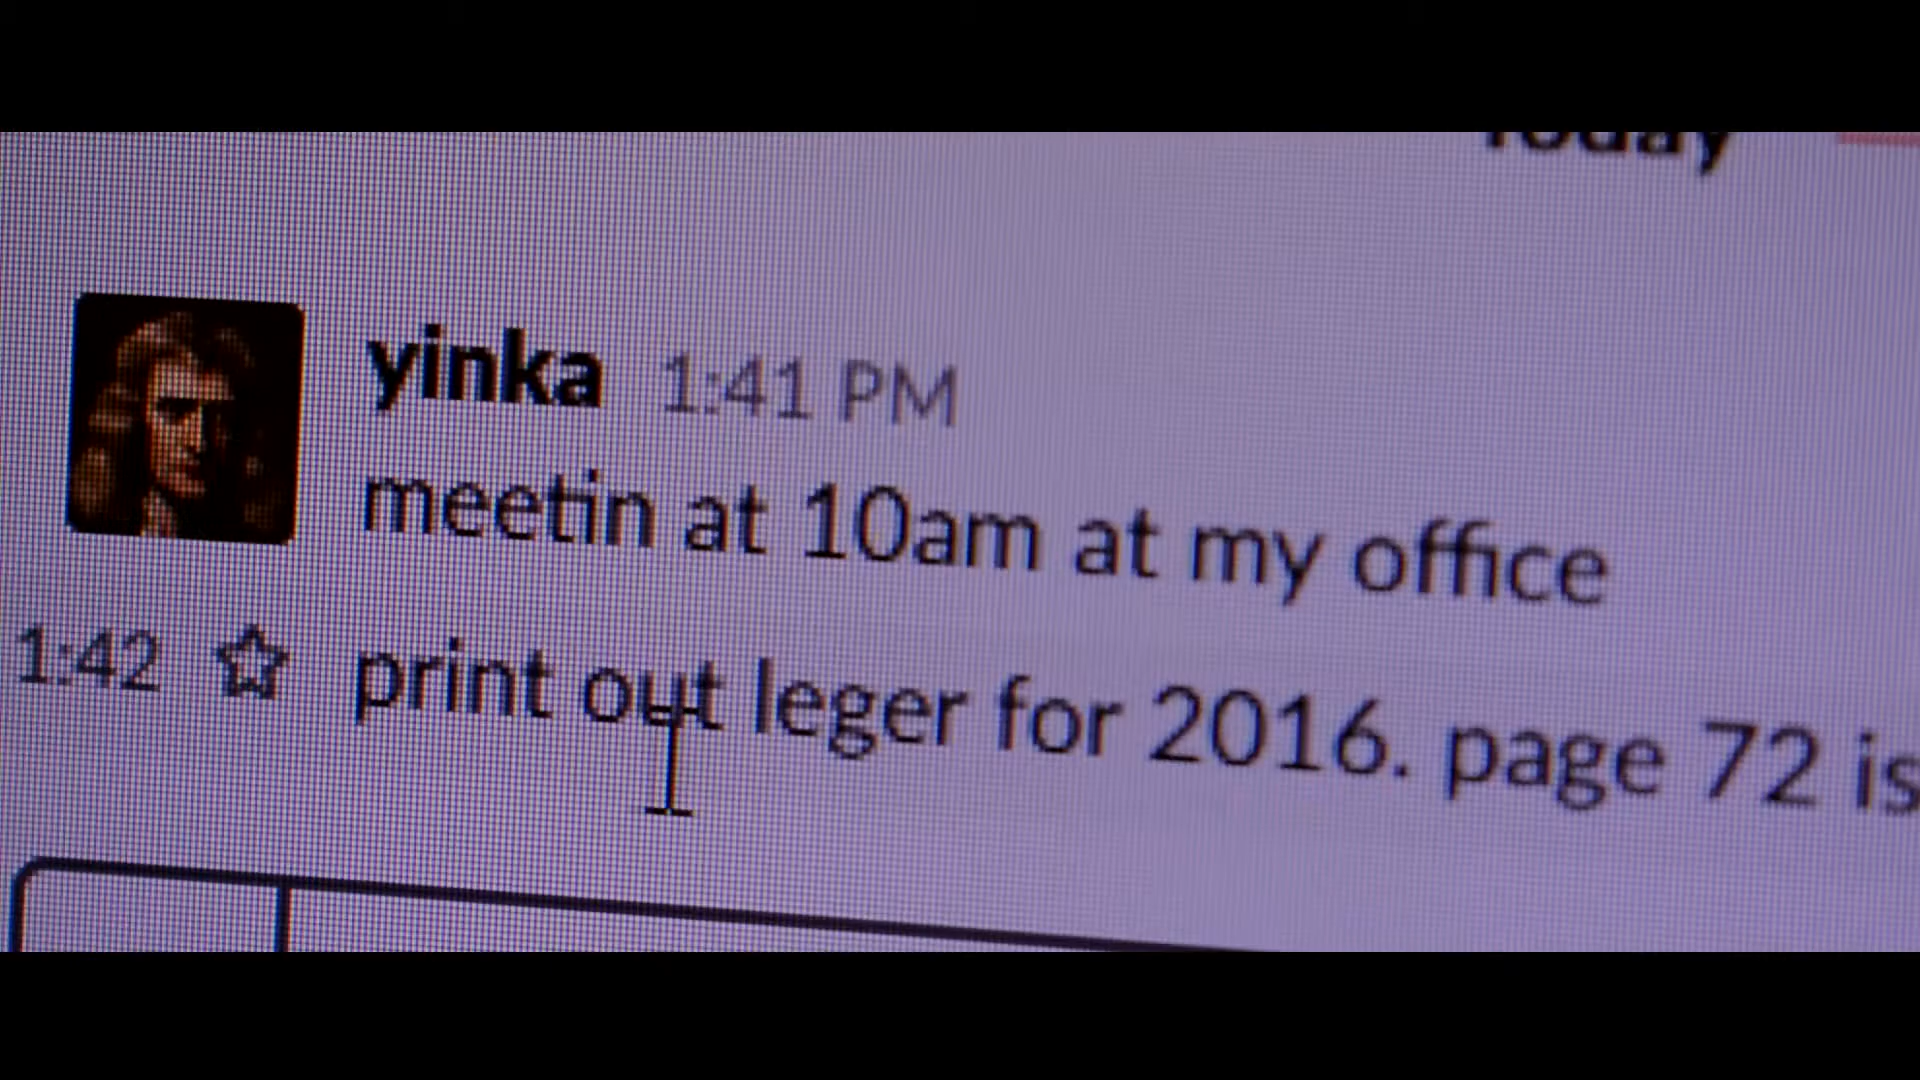 Today
yinka 1:41 PM
meetin at 10am at my office
1:42 print out leger for 2016. page 72 is